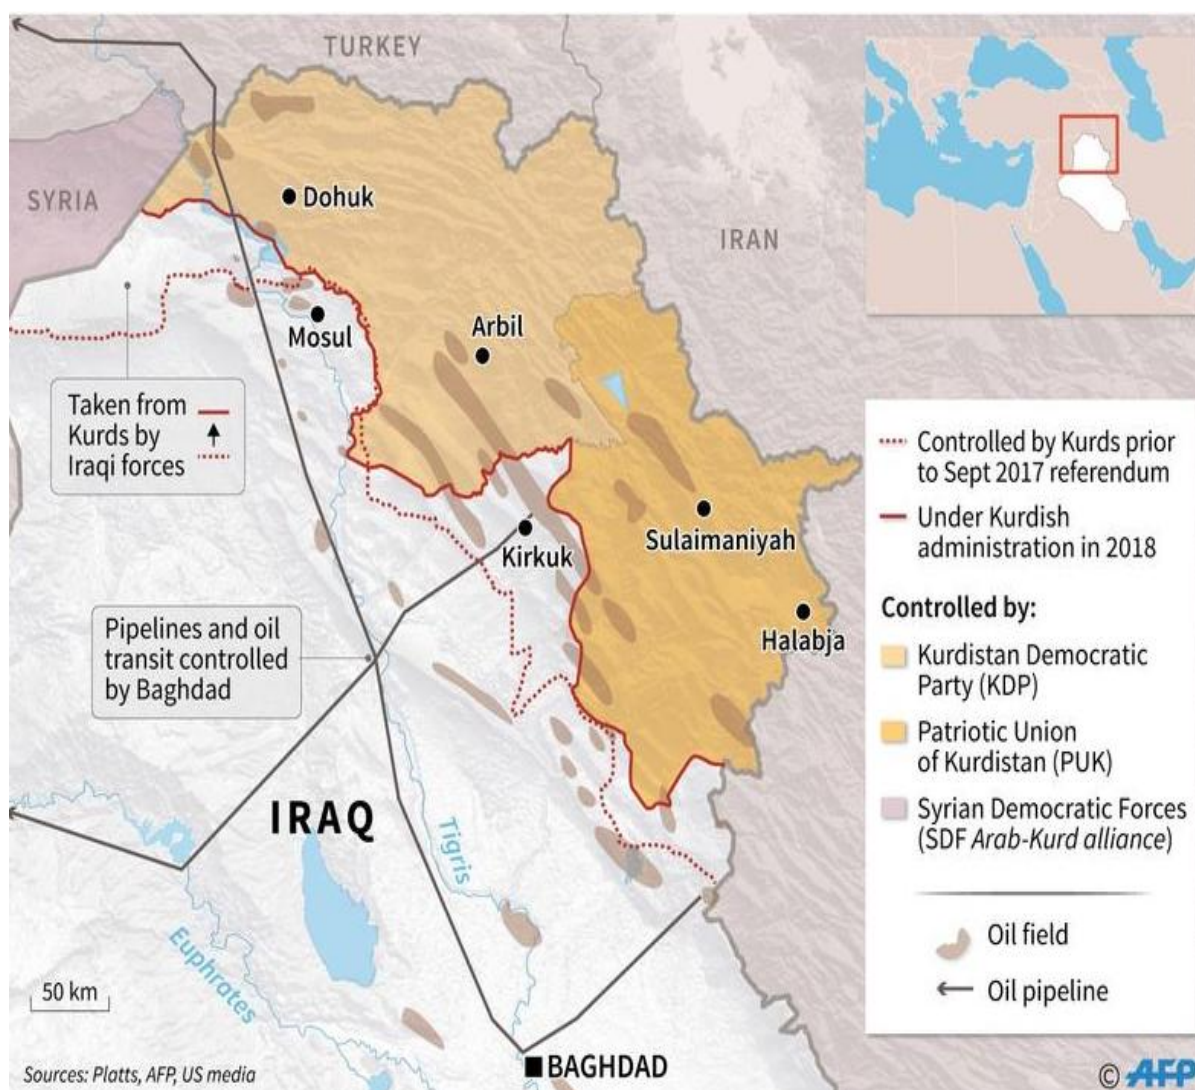 TURKEY
SYRIA
Dohuk
IRAN
Mosul
Arbil
Taken from
Kurds by
Iraqi forces
Kirkuk
Sulaimaniyah
Halabja
Pipelines and oil
transit controlled
by Baghdad
IRAQ
Tigris
Euphrates
50 km
BAGHDAD
Sources: Platts, AFP, US media
Controlled by Kurds prior
to Sept 2017 referendum
Under Kurdish
administration in 2018
Controlled by:
Kurdistan Democratic
Party (KDP)
Patriotic Union
of Kurdistan (PUK)
Syrian Democratic Forces
(SDF Arab-Kurd alliance)
Oil field
Oil pipeline
© AFP